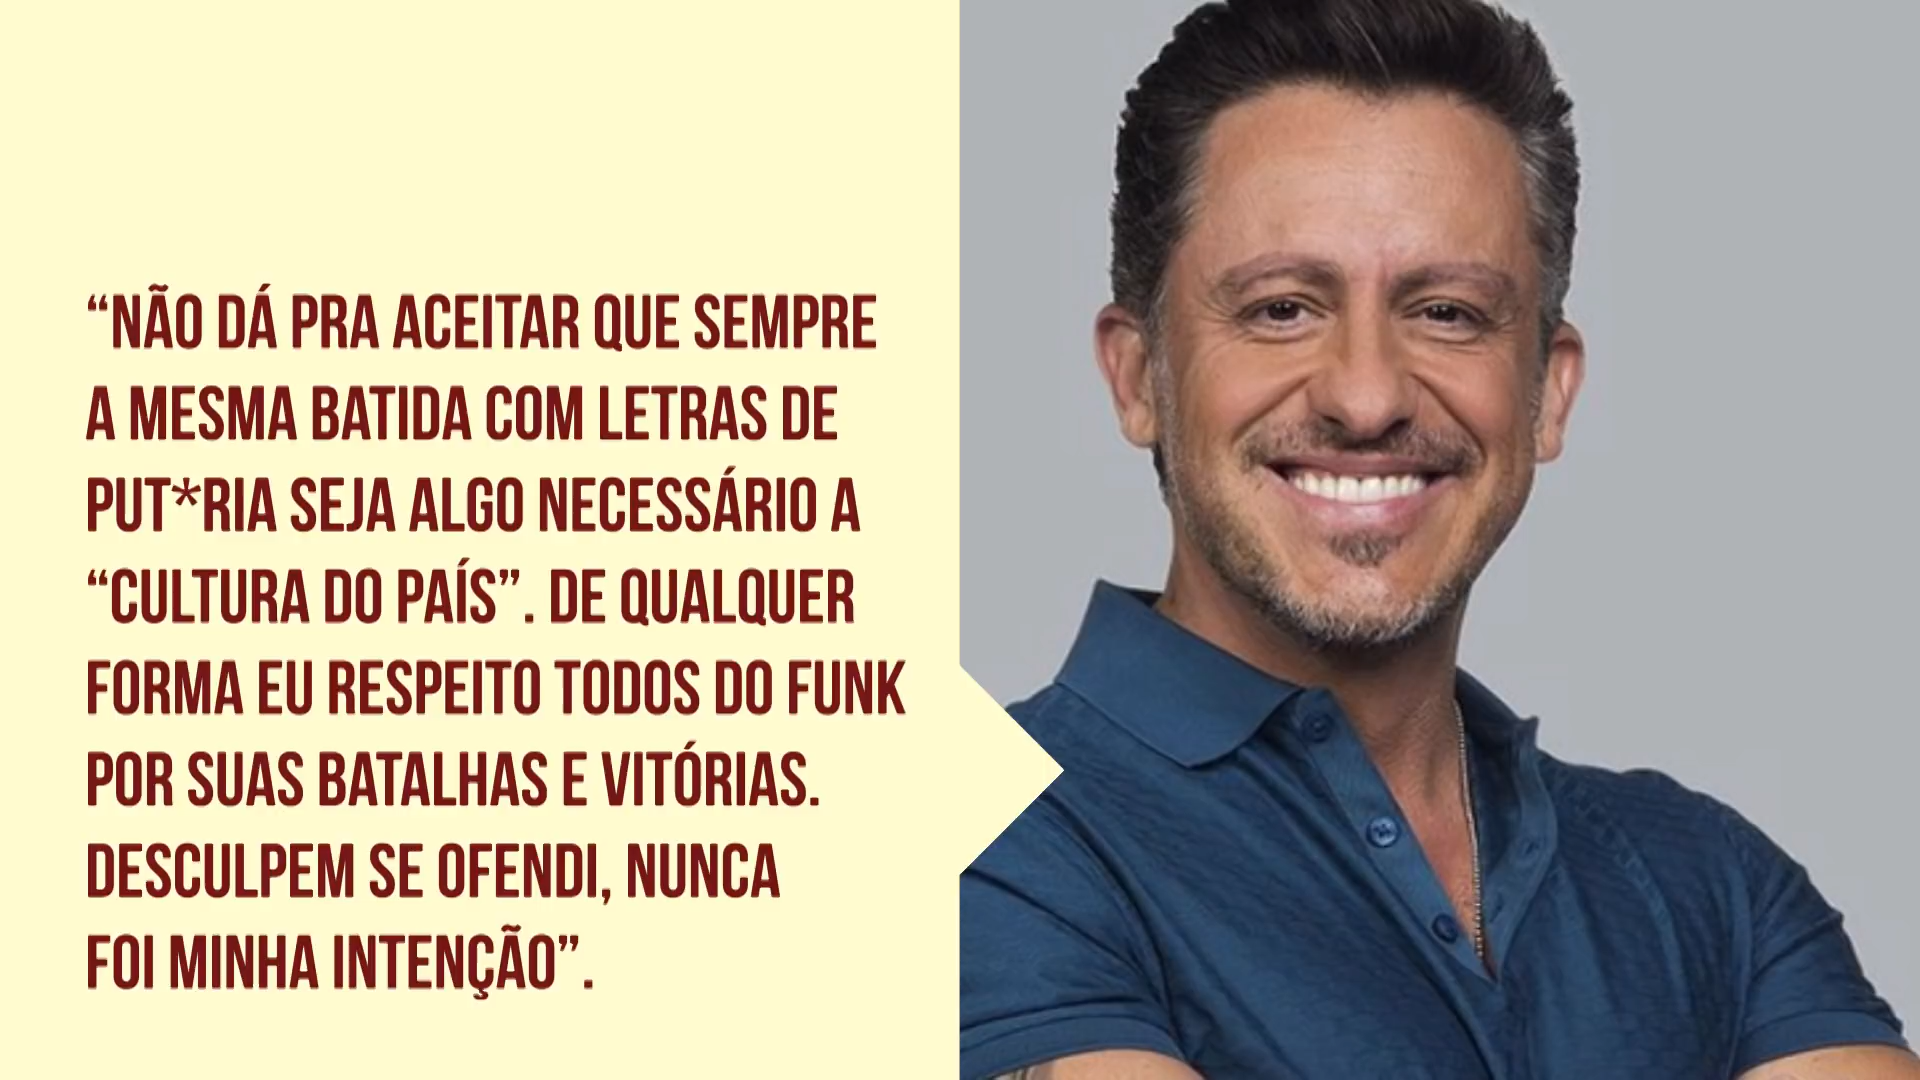 “NÃO DÁ PRA ACEITAR QUE SEMPRE
A MESMA BATIDA COM LETRAS DE
PUT*RIA SEJA ALGO NECESSÁRIO A
“CULTURA DO PAÍS”. DE QUALQUER
FORMA EU RESPEITO TODOS DO FUNK
POR SUAS BATALHAS E VITÓRIAS.
DESCULPEM SE OFENDI, NUNCA
FOI MINHA INTENÇÃO”.